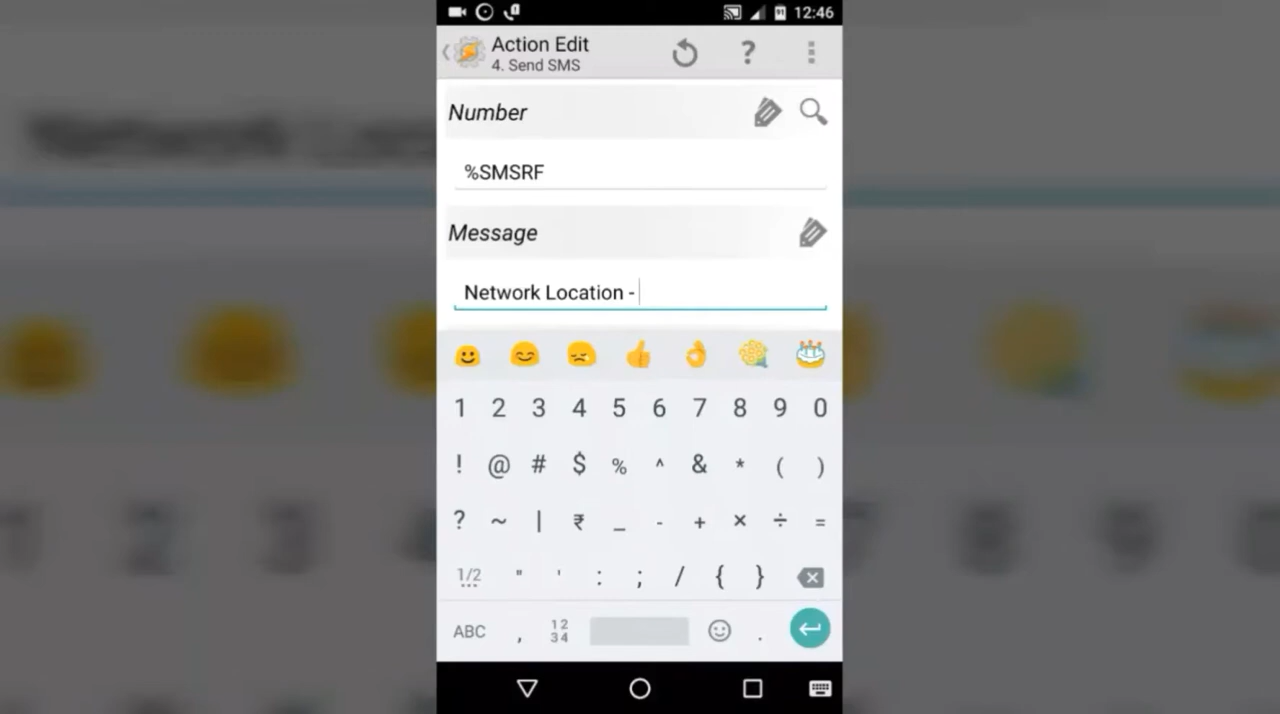 91 12:46
Action Edit
4. Send SMS
?
Number
%SMSRF
Message
Network Location -
1 2 3 4 5 6 7 8 9 0
! @ # $ % ^ & * ( )
? ~ | ₹ _ - + × ÷ =
1/2 " ' : ; / { }
ABC , 12 34 .